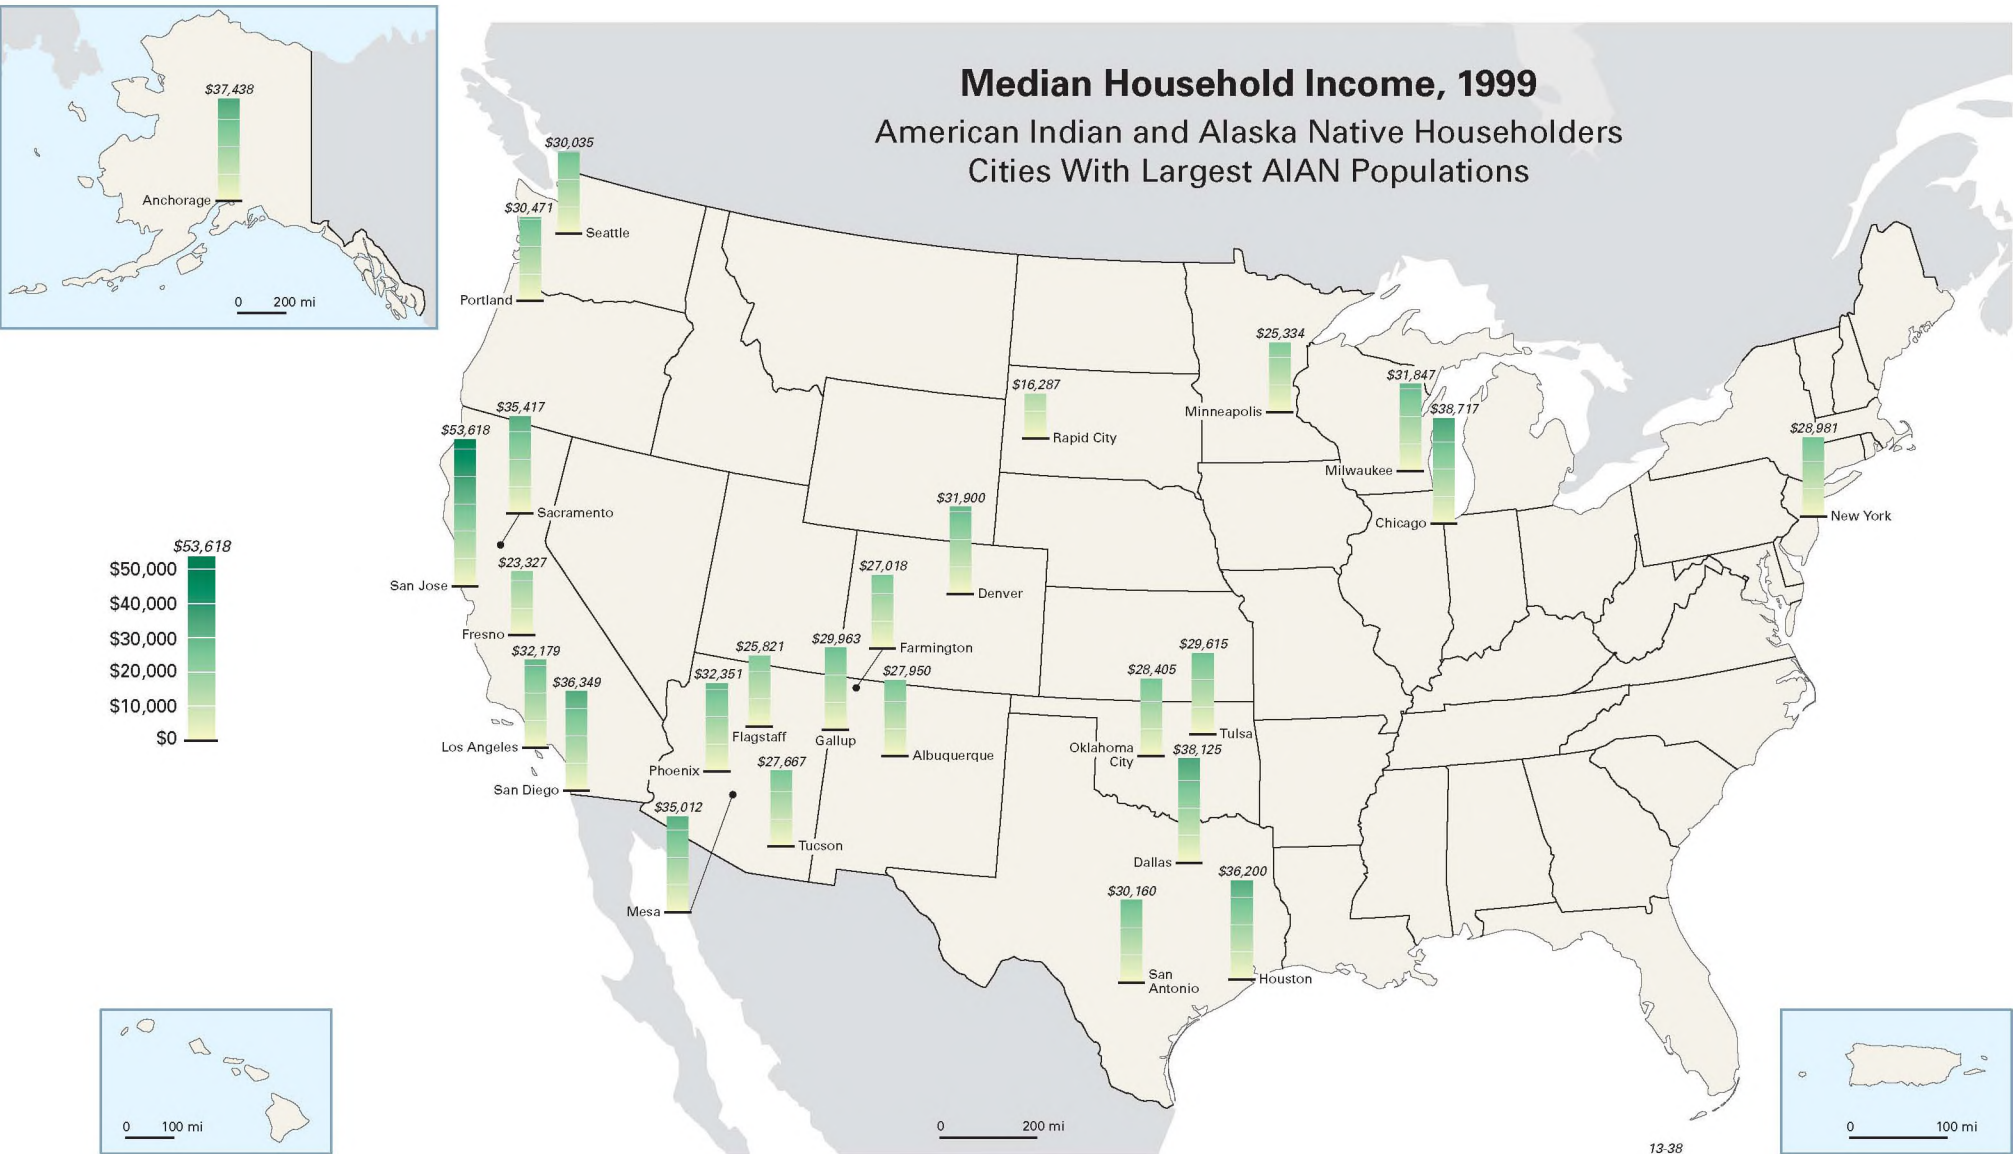 Median Household Income, 1999
American Indian and Alaska Native Householders
Cities With Largest AIAN Populations
$37,438
Anchorage
0 200 mi
$30,035
Seattle
$30,471
Portland
$25,334
Minneapolis
$16,287
Rapid City
$31,847
Milwaukee
$38,717
Chicago
$28,981
New York
$35,417
Sacramento
$53,618
San Jose
$23,327
Fresno
$31,900
Denver
$27,018
Farmington
$29,963
Gallup
$25,821
Flagstaff
$32,351
Phoenix
$27,950
Albuquerque
$27,667
Tucson
$35,012
Mesa
$32,179
Los Angeles
$36,349
San Diego
$29,615
Tulsa
$28,405
Oklahoma
City
$38,125
Dallas
$36,200
Houston
$30,160
San
Antonio
$53,618
$50,000
$40,000
$30,000
$20,000
$10,000
$0
0 100 mi
0 200 mi
0 100 mi
13-38